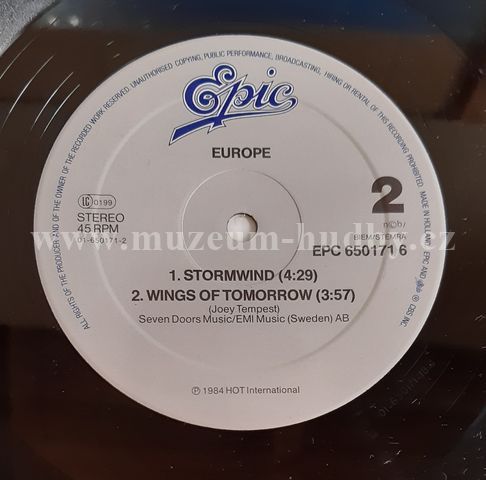 ALL RIGHTS OF THE PRODUCER AND OF THE OWNER OF THE RECORDED WORK RESERVED. UNAUTHORISED COPYING, PUBLIC PERFORMANCE, BROADCASTING, HIRING OR RENTAL OF THIS RECORDING PROHIBITED. MADE IN HOLLAND. EPIC AND
CBS INC.
Epic
EUROPE
LC 0199
STEREO
45 RPM
01-650171-2
2
n©b/
BIEM/STEMRA
EPC 650171 6
www.muzeum-hudby.cz
1. STORMWIND (4:29)
2. WINGS OF TOMORROW (3:57)
(Joey Tempest)
Seven Doors Music/EMI Music (Sweden) AB
℗ 1984 HOT International